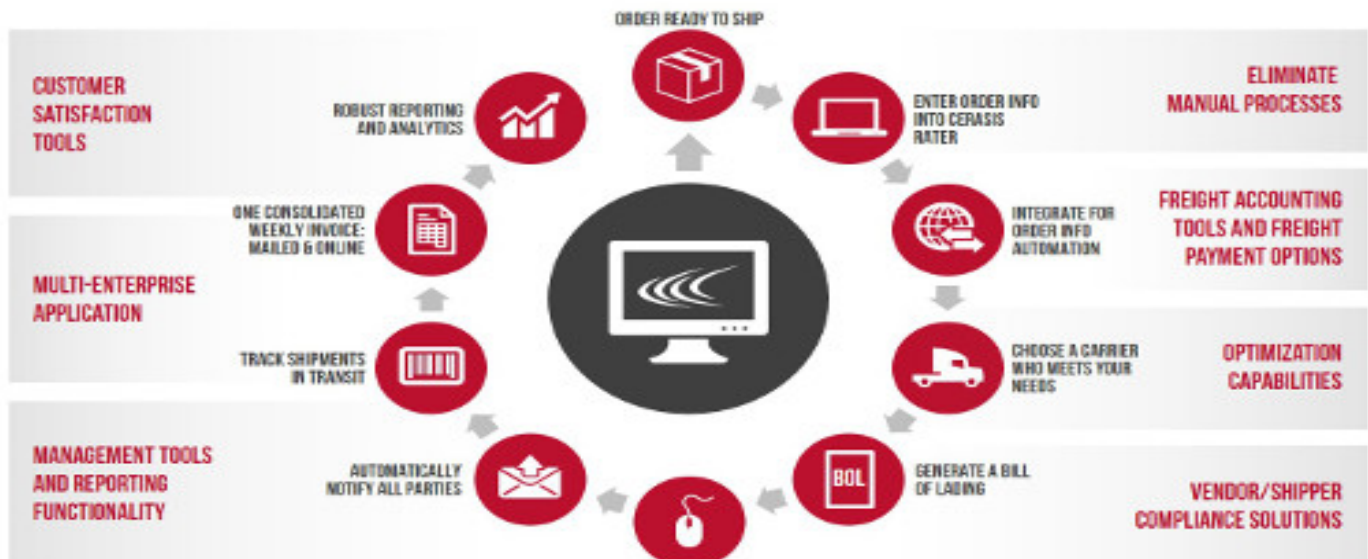 ORDER READY TO SHIP
CUSTOMER
SATISFACTION
TOOLS
ROBUST REPORTING
AND ANALYTICS
ENTER ORDER INFO
INTO CERASIS
RATER
ELIMINATE
MANUAL PROCESSES
ONE CONSOLIDATED
WEEKLY INVOICE:
MAILED & ONLINE
INTEGRATE FOR
ORDER INFO
AUTOMATION
FREIGHT ACCOUNTING
TOOLS AND FREIGHT
PAYMENT OPTIONS
MULTI-ENTERPRISE
APPLICATION
TRACK SHIPMENTS
IN TRANSIT
CHOOSE A CARRIER
WHO MEETS YOUR
NEEDS
OPTIMIZATION
CAPABILITIES
MANAGEMENT TOOLS
AND REPORTING
FUNCTIONALITY
AUTOMATICALLY
NOTIFY ALL PARTIES
BOL
GENERATE A BILL
OF LADING
VENDOR/SHIPPER
COMPLIANCE SOLUTIONS